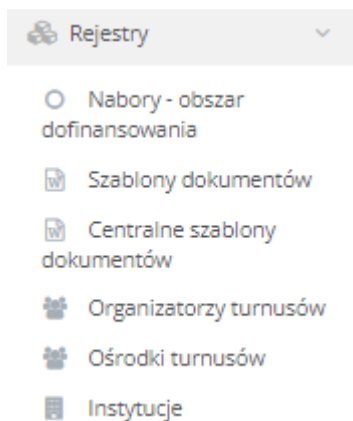 Rejestry
Nabory - obszar
dofinansowania
Szablony dokumentów
Centralne szablony
dokumentów
Organizatorzy turnusów
Ośrodki turnusów
Instytucje